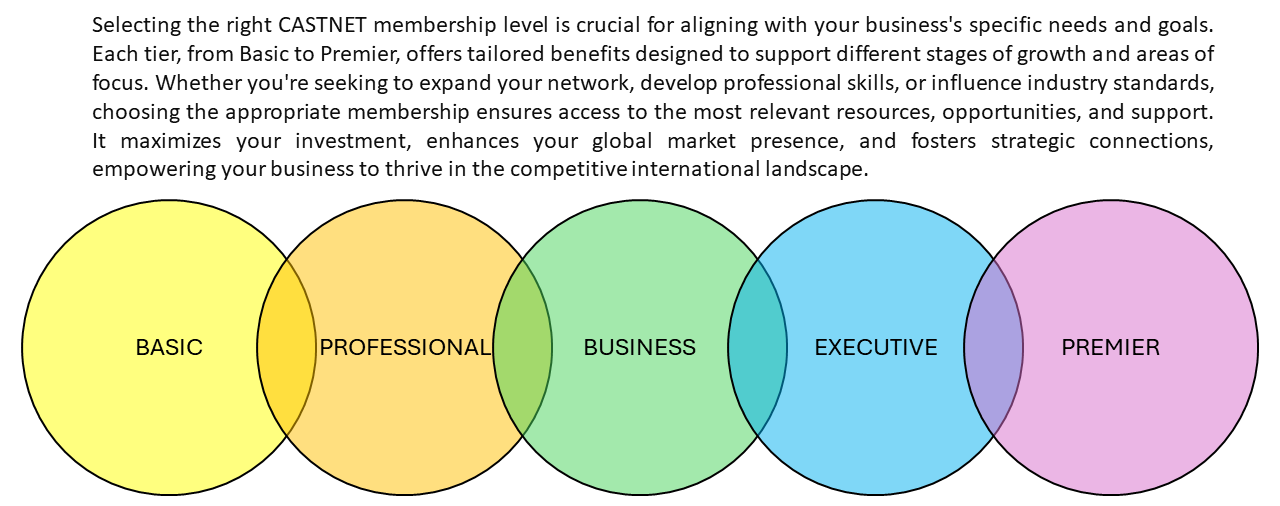 Selecting the right CASTNET membership level is crucial for aligning with your business's specific needs and goals.
Each tier, from Basic to Premier, offers tailored benefits designed to support different stages of growth and areas of
focus. Whether you're seeking to expand your network, develop professional skills, or influence industry standards,
choosing the appropriate membership ensures access to the most relevant resources, opportunities, and support.
It maximizes your investment, enhances your global market presence, and fosters strategic connections,
empowering your business to thrive in the competitive international landscape.
BASIC
PROFESSIONAL
BUSINESS
EXECUTIVE
PREMIER